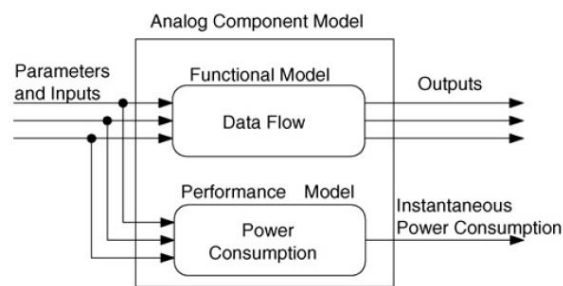 Analog Component Model
Parameters
and Inputs
Functional Model
Data Flow
Outputs
Performance Model
Power
Consumption
Instantaneous
Power Consumption